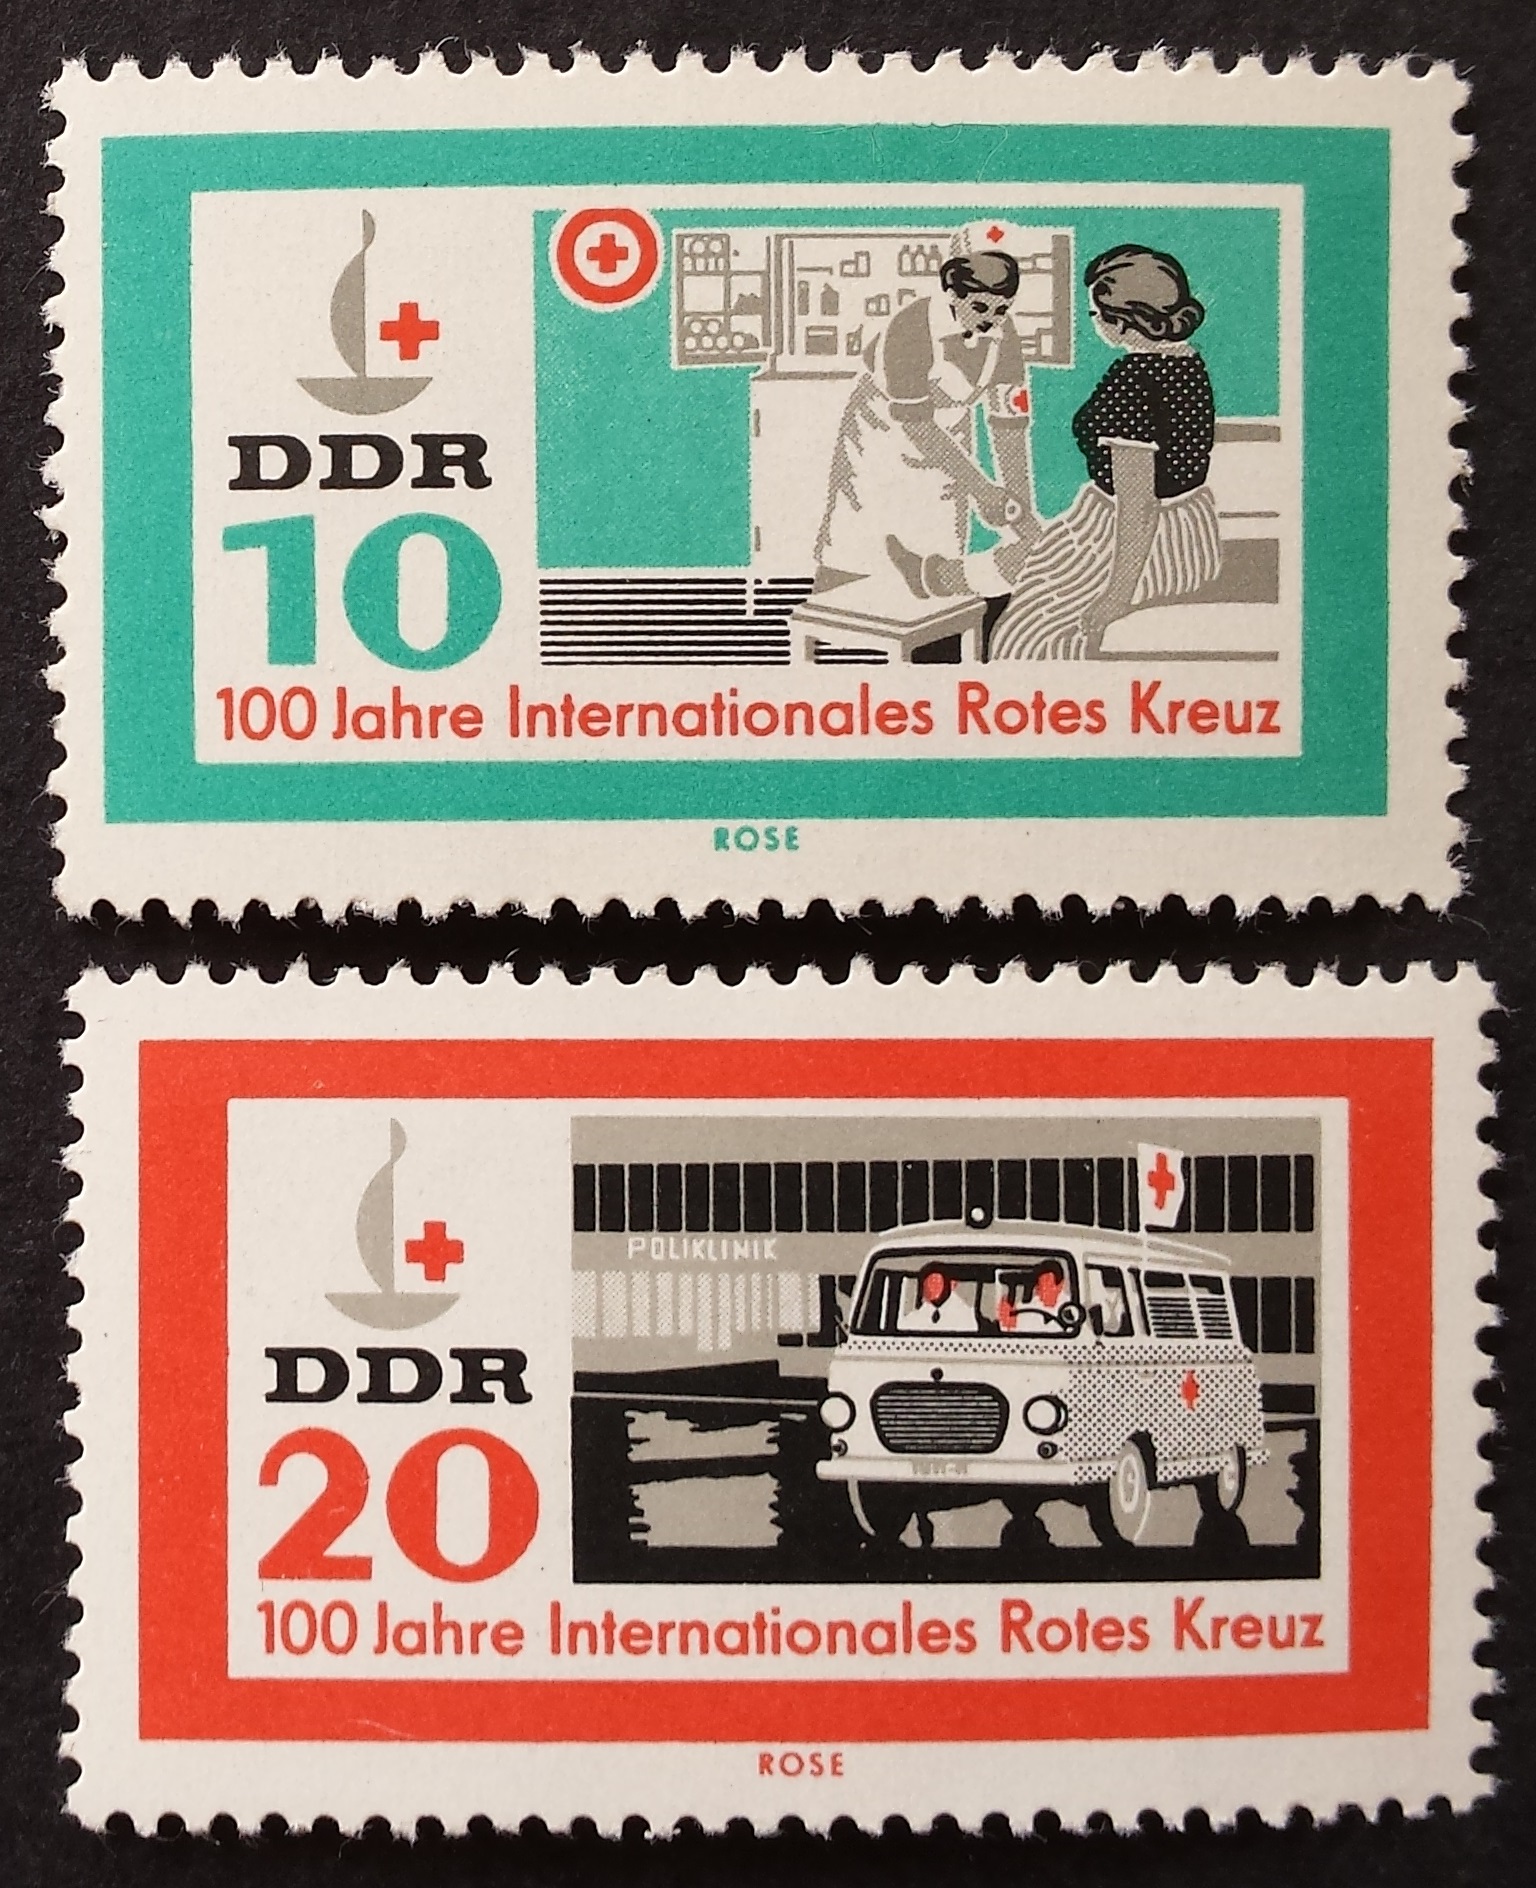 DDR
10
100 Jahre Internationales Rotes Kreuz
ROSE
POLIKLINIK
DDR
20
100 Jahre Internationales Rotes Kreuz
ROSE